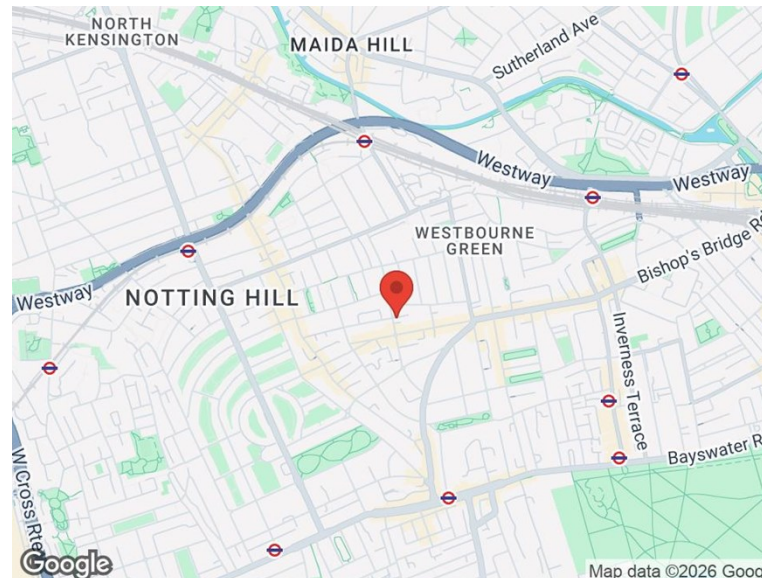 NORTH
KENSINGTON
MAIDA HILL
Sutherland Ave
Westway
Westway
WESTBOURNE
GREEN
Bishop's Bridge Rd
Westway
NOTTING HILL
Inverness Terrace
Bayswater R
W Cross Rte
Google
Map data ©2026 Goog